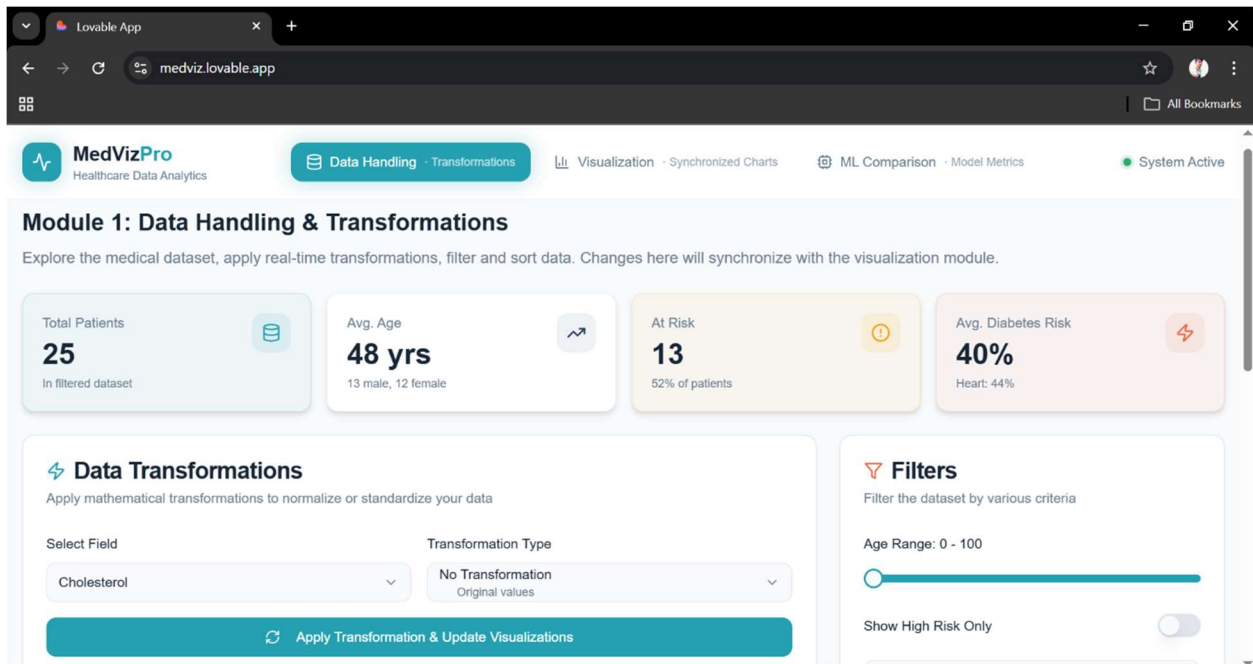 Lovable App
medviz.lovable.app
All Bookmarks
MedVizPro
Healthcare Data Analytics
Data Handling · Transformations
Visualization · Synchronized Charts
ML Comparison · Model Metrics
System Active
Module 1: Data Handling & Transformations
Explore the medical dataset, apply real-time transformations, filter and sort data. Changes here will synchronize with the visualization module.
Total Patients
25
In filtered dataset
Avg. Age
48 yrs
13 male, 12 female
At Risk
13
52% of patients
Avg. Diabetes Risk
40%
Heart: 44%
Data Transformations
Apply mathematical transformations to normalize or standardize your data
Select Field
Cholesterol
Transformation Type
No Transformation
Original values
Apply Transformation & Update Visualizations
Filters
Filter the dataset by various criteria
Age Range: 0 - 100
Show High Risk Only